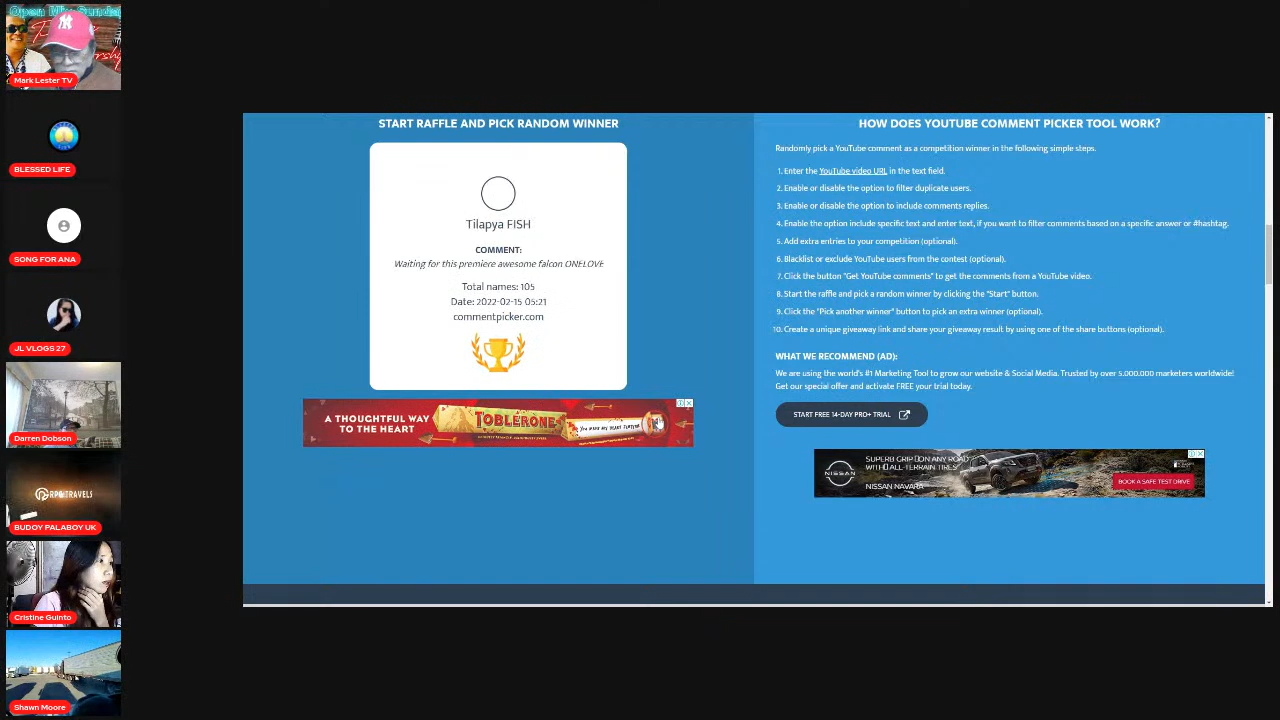 Open Mic Sunday
Mark Lester TV
BLESSED LIFE
SONG FOR ANA
JL VLOGS 27
Darren Dobson
TRAVELS
BUDOY PALABOY UK
Cristine Guinto
Shawn Moore
START RAFFLE AND PICK RANDOM WINNER
Tilapya FISH
COMMENT:
Waiting for this premiere awesome falcon ONELOVE
Total names: 105
Date: 2022-02-15 05:21
commentpicker.com
A THOUGHTFUL WAY
TO THE HEART
TOBLERONE
HOW DOES YOUTUBE COMMENT PICKER TOOL WORK?
Randomly pick a YouTube comment as a competition winner in the following simple steps.
1. Enter the YouTube video URL in the text field.
2. Enable or disable the option to filter duplicate users.
3. Enable or disable the option to include comments replies.
4. Enable the option include specific text and enter text, if you want to filter comments based on a specific answer or #hashtag.
5. Add extra entries to your competition (optional).
6. Blacklist or exclude YouTube users from the contest (optional).
7. Click the button "Get YouTube comments" to get the comments from a YouTube video.
8. Start the raffle and pick a random winner by clicking the "Start" button.
9. Click the "Pick another winner" button to pick an extra winner (optional).
10. Create a unique giveaway link and share your giveaway result by using one of the share buttons (optional).
WHAT WE RECOMMEND (AD):
We are using the world's #1 Marketing Tool to grow our website & Social Media. Trusted by over 5.000.000 marketers worldwide!
Get our special offer and activate FREE your trial today.
START FREE 14-DAY PRO+ TRIAL
SUPERB GRIP ON ANY ROAD
WITH ALL-TERRAIN TIRES
NISSAN NAVARA
BOOK A SAFE TEST DRIVE